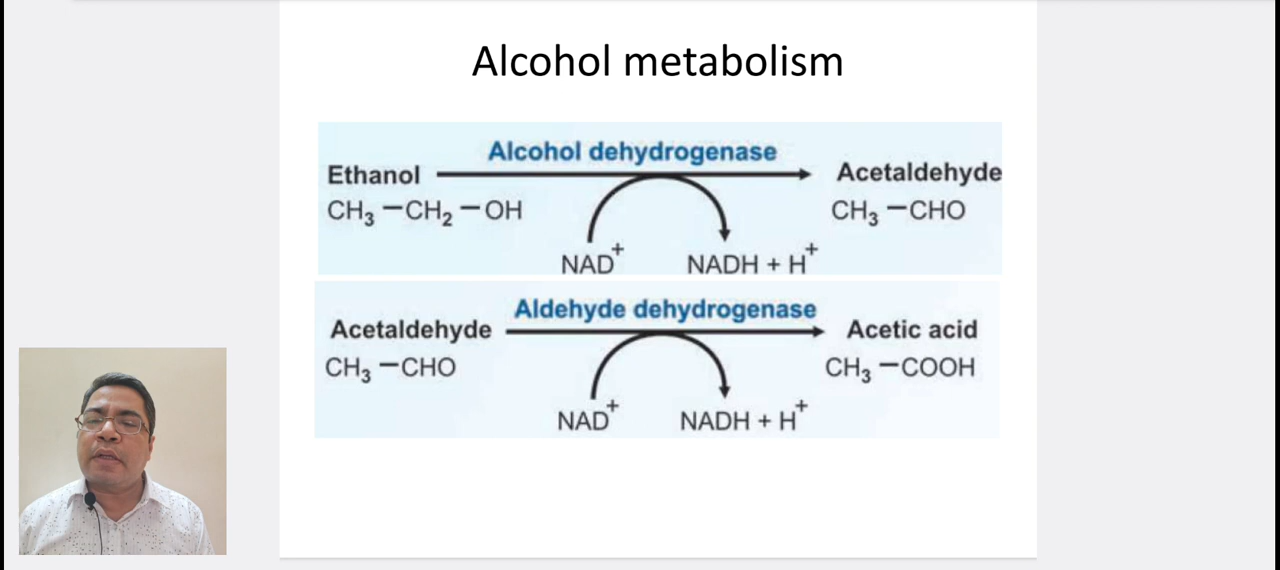 Alcohol metabolism
Alcohol dehydrogenase
Ethanol Acetaldehyde
CH₃ –CH₂ – OH CH₃ –CHO
NAD⁺ NADH + H⁺
Aldehyde dehydrogenase
Acetaldehyde Acetic acid
CH₃ –CHO CH₃ –COOH
NAD⁺ NADH + H⁺